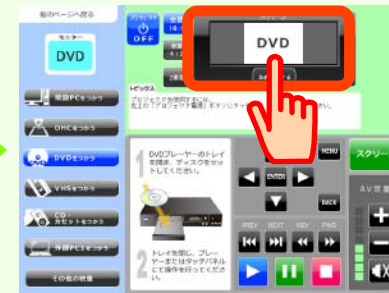 前のページへ戻る
モニター
DVD
常設PCをつかう
OHCをつかう
DVDをつかう
VHSをつかう
CD・
カセットをつかう
外部PCをつかう
その他の映像
プロジェクタ
OFF
DVD
トピックス
プロジェクタを使用するには、
DVDプレーヤーのトレイ
を開き、ディスクをセッ
トしてください。
トレイを閉じ、プレー
ヤーまたはタッチパネル
にて操作を行ってくださ
MENU
ENTER
BACK
PREV NEXT REV FWD
スクリー
AV音量